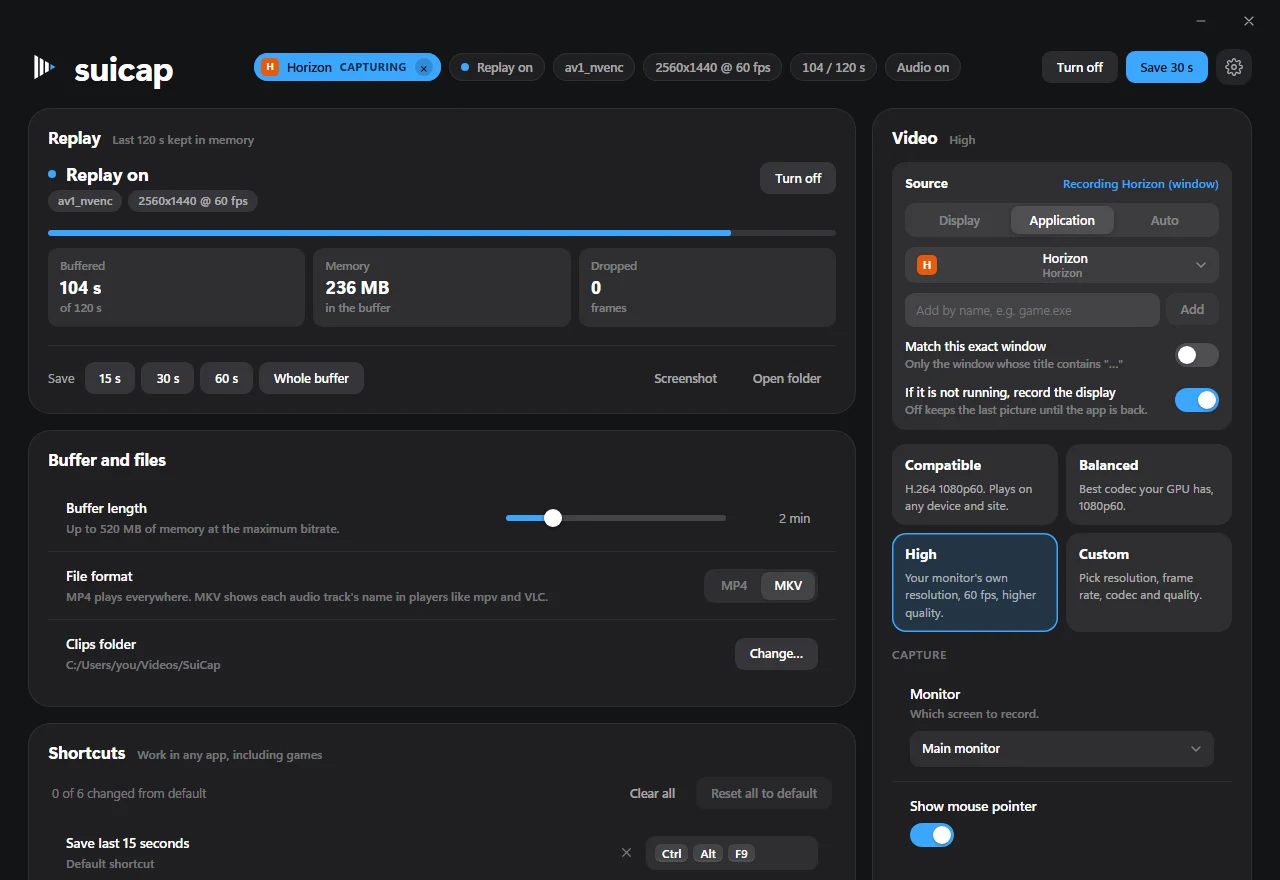 suicap
H Horizon CAPTURING ×
Replay on
av1_nvenc
2560x1440 @ 60 fps
104 / 120 s
Audio on
Turn off
Save 30 s
Replay Last 120 s kept in memory
Replay on
av1_nvenc 2560x1440 @ 60 fps
Turn off
Buffered
104 s
of 120 s
Memory
236 MB
in the buffer
Dropped
0
frames
Save 15 s 30 s 60 s Whole buffer Screenshot Open folder
Buffer and files
Buffer length
Up to 520 MB of memory at the maximum bitrate.
2 min
File format
MP4 plays everywhere. MKV shows each audio track's name in players like mpv and VLC.
MP4 MKV
Clips folder
C:/Users/you/Videos/SuiCap
Change...
Shortcuts Work in any app, including games
0 of 6 changed from default
Clear all Reset all to default
Save last 15 seconds
Default shortcut
Ctrl Alt F9
Video High
Source Recording Horizon (window)
Display Application Auto
H Horizon
Horizon
Add by name, e.g. game.exe Add
Match this exact window
Only the window whose title contains "..."
If it is not running, record the display
Off keeps the last picture until the app is back.
Compatible
H.264 1080p60. Plays on
any device and site.
Balanced
Best codec your GPU has,
1080p60.
High
Your monitor's own
resolution, 60 fps, higher
quality.
Custom
Pick resolution, frame
rate, codec and quality.
CAPTURE
Monitor
Which screen to record.
Main monitor
Show mouse pointer